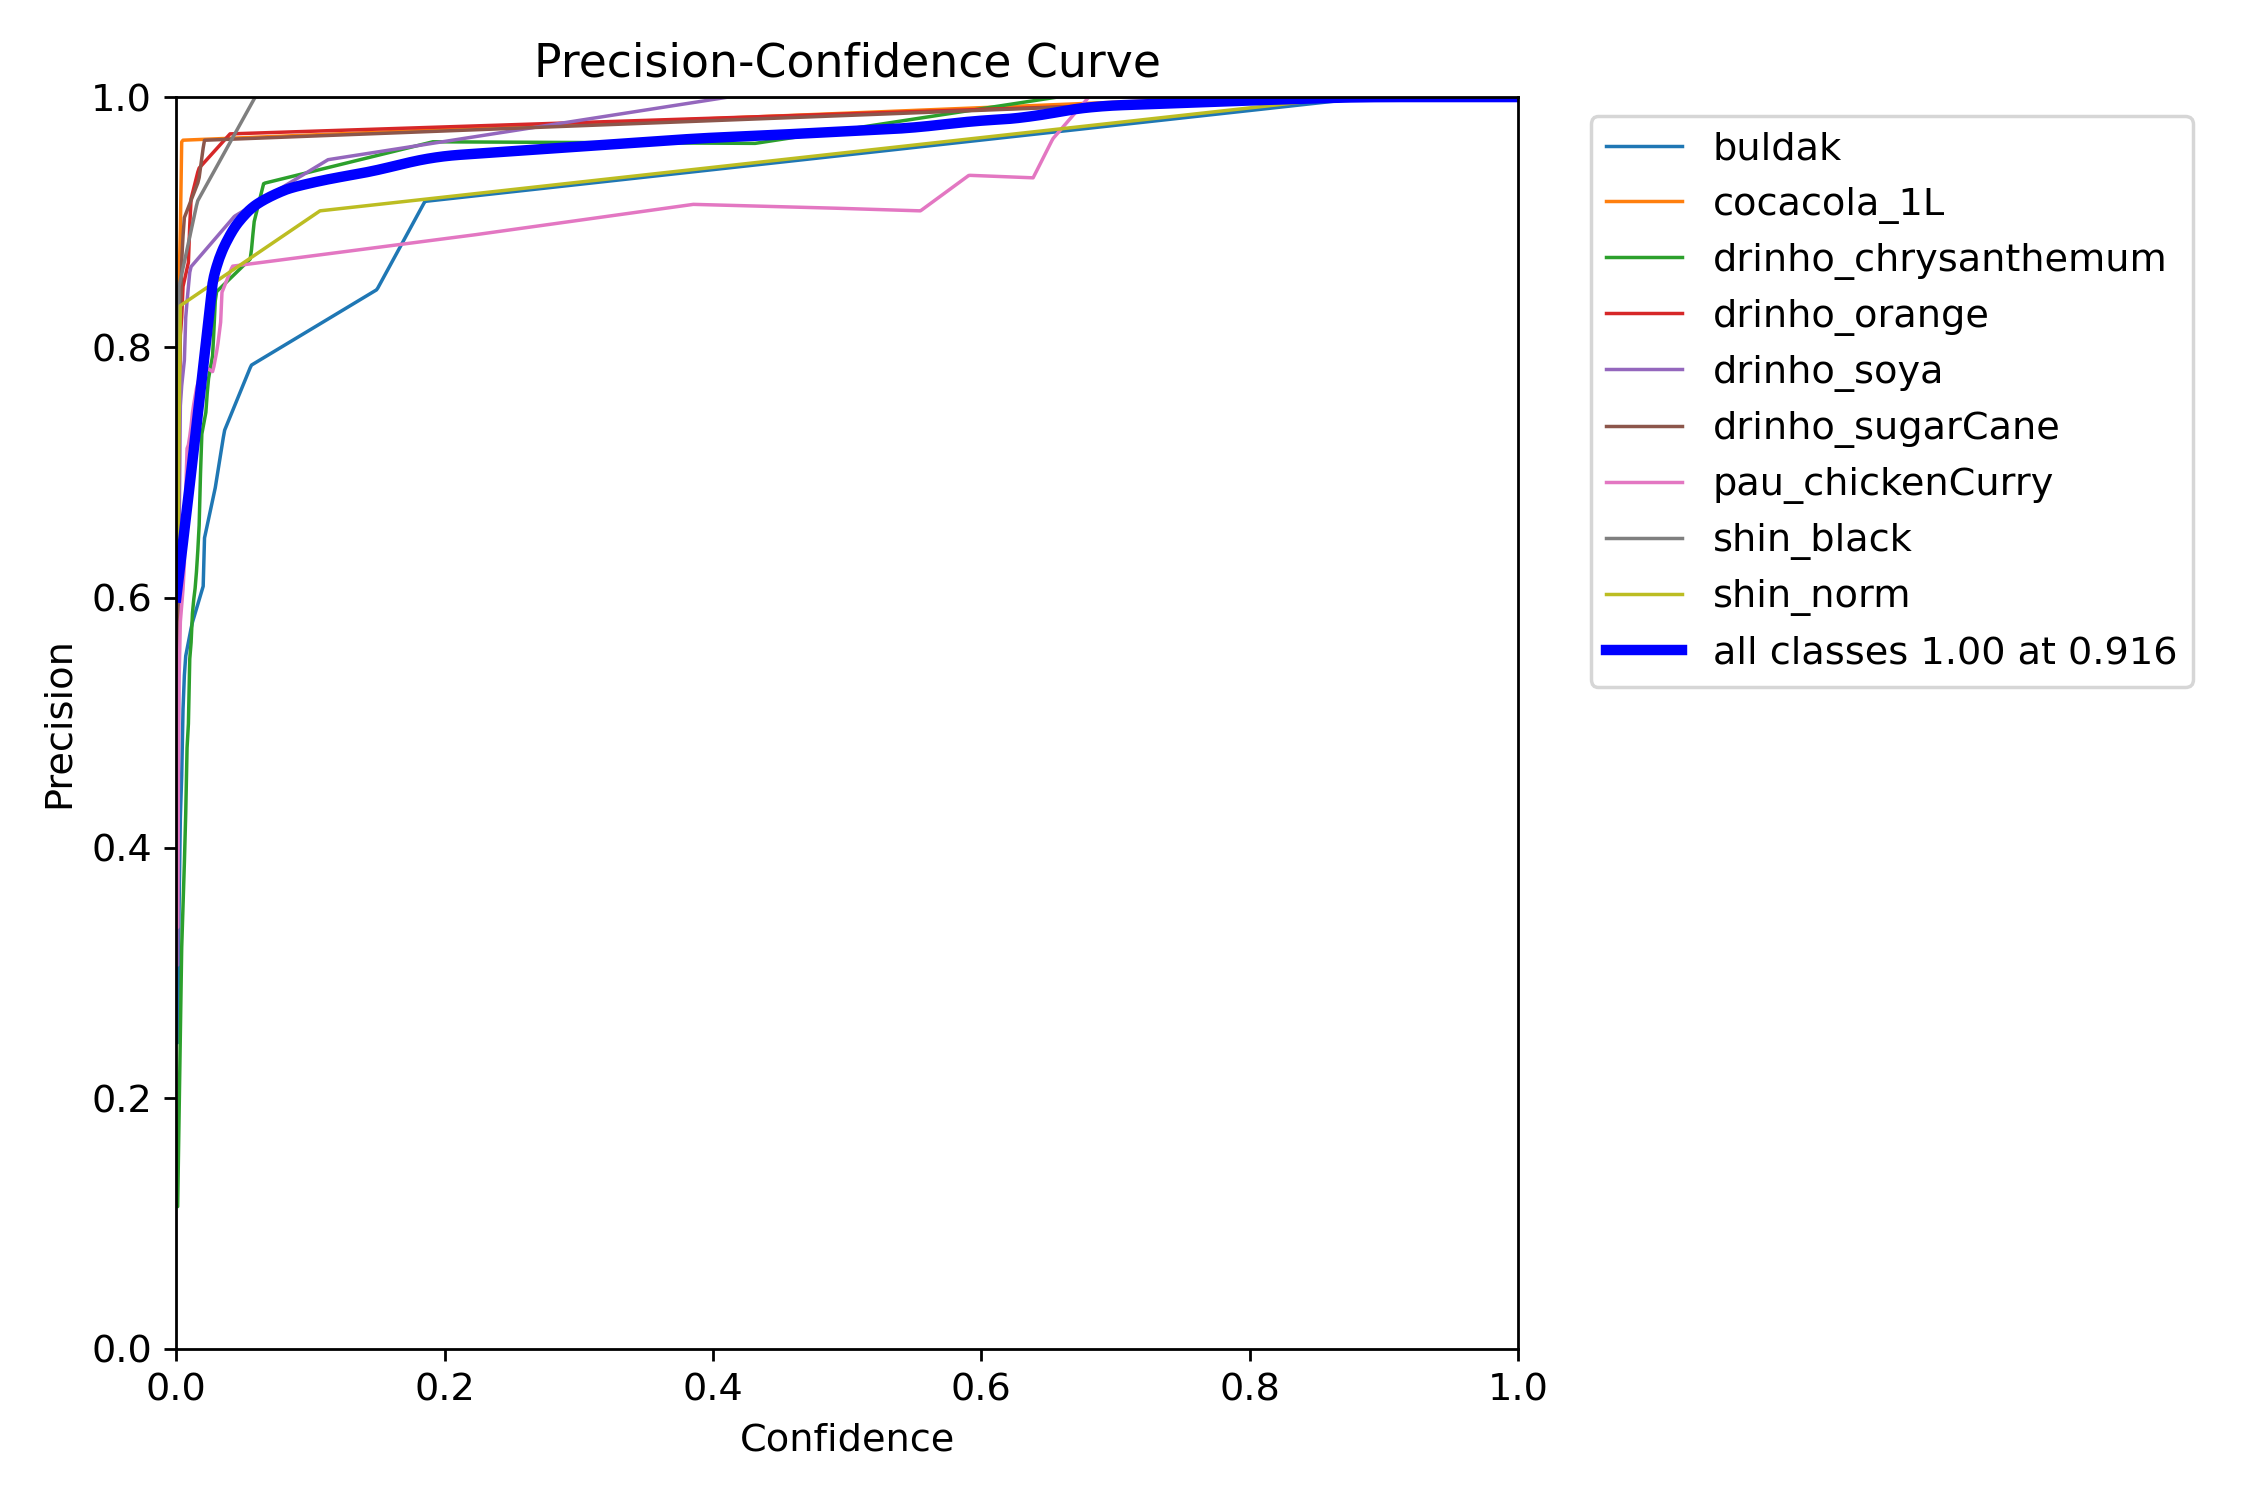 Precision-Confidence Curve
1.0
0.8
0.6
0.4
0.2
0.0
Precision
0.0 0.2 0.4 0.6 0.8 1.0
Confidence
buldak
cocacola_1L
drinho_chrysanthemum
drinho_orange
drinho_soya
drinho_sugarCane
pau_chickenCurry
shin_black
shin_norm
all classes 1.00 at 0.916